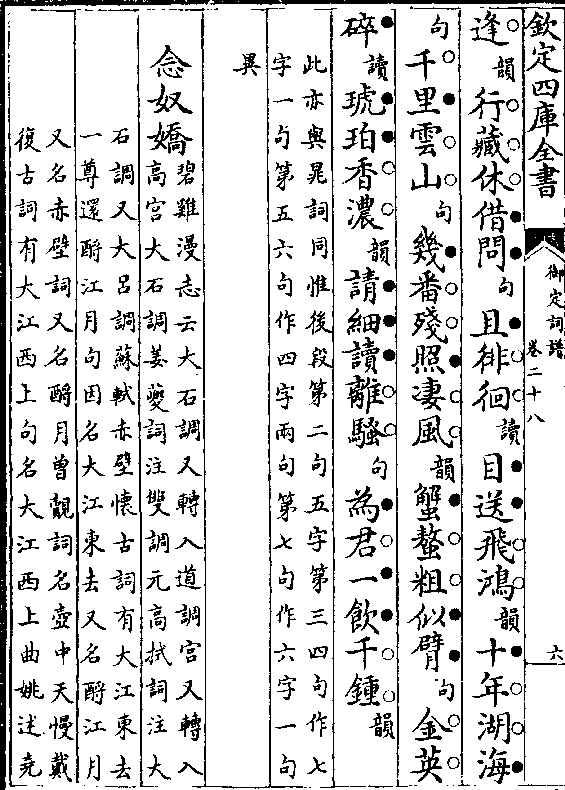 欽定四庫全書
御定詞譜
卷二十八
六
逢韻行藏休借問句且徘徊讀目送飛鴻韻十年湖海
句千里雲山句幾番殘照凄風韻蟹螯粗似臂句金英
碎讀琥珀香濃韻請細讀離騷句為君一飲千鍾韻
此亦與晁詞同惟後段第二句五字第三四句作七
字一句第五六句作四字兩句第七句作六字一句
異
念奴嬌
碧雞漫志云大石調又轉入道調宮又轉入
高宮大石調姜夔詞注雙調元高拭詞注大
石調又大呂調蘇軾赤壁懷古詞有大江東去
一尊還酹江月句因名大江東去又名酹江月
又名赤壁詞又名酹月曾覿詞名壺中天慢戴
復古詞有大江西上句名大江西上曲姚述堯